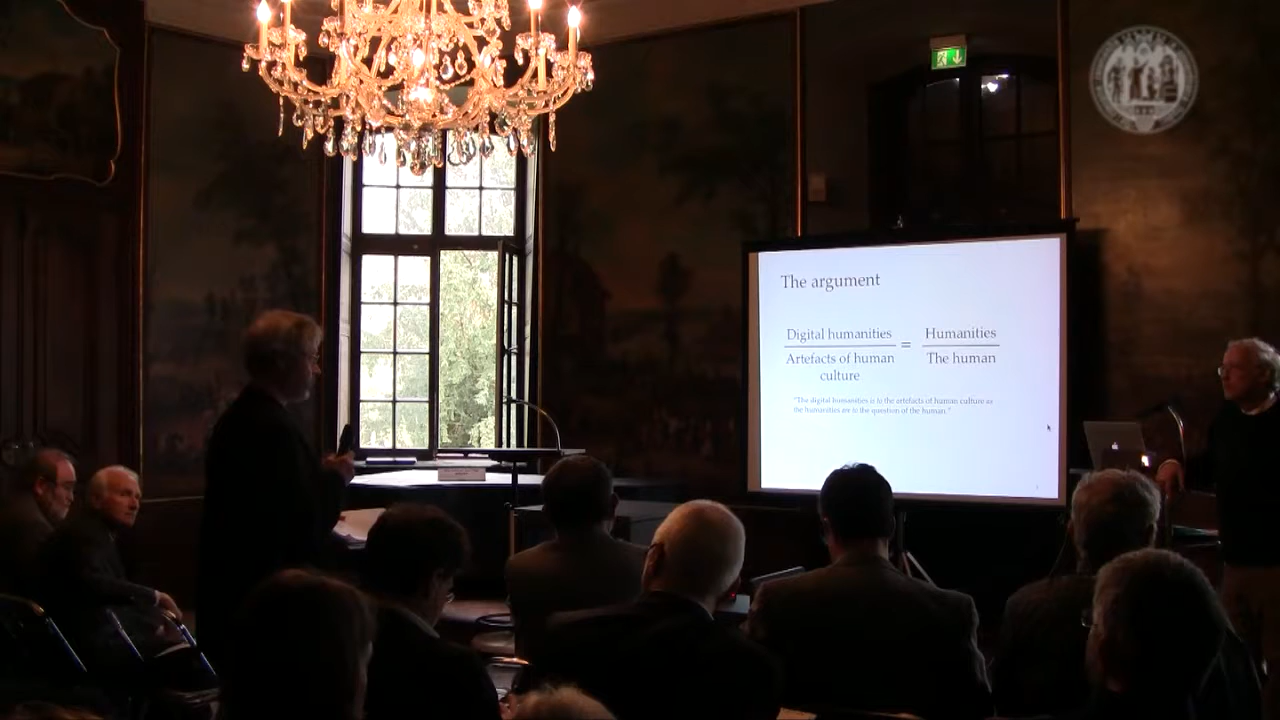 The argument
Digital humanities
Artefacts of human
culture
=
Humanities
The human
"The digital humanities is to the artefacts of human culture as
the humanities are to the question of the human."